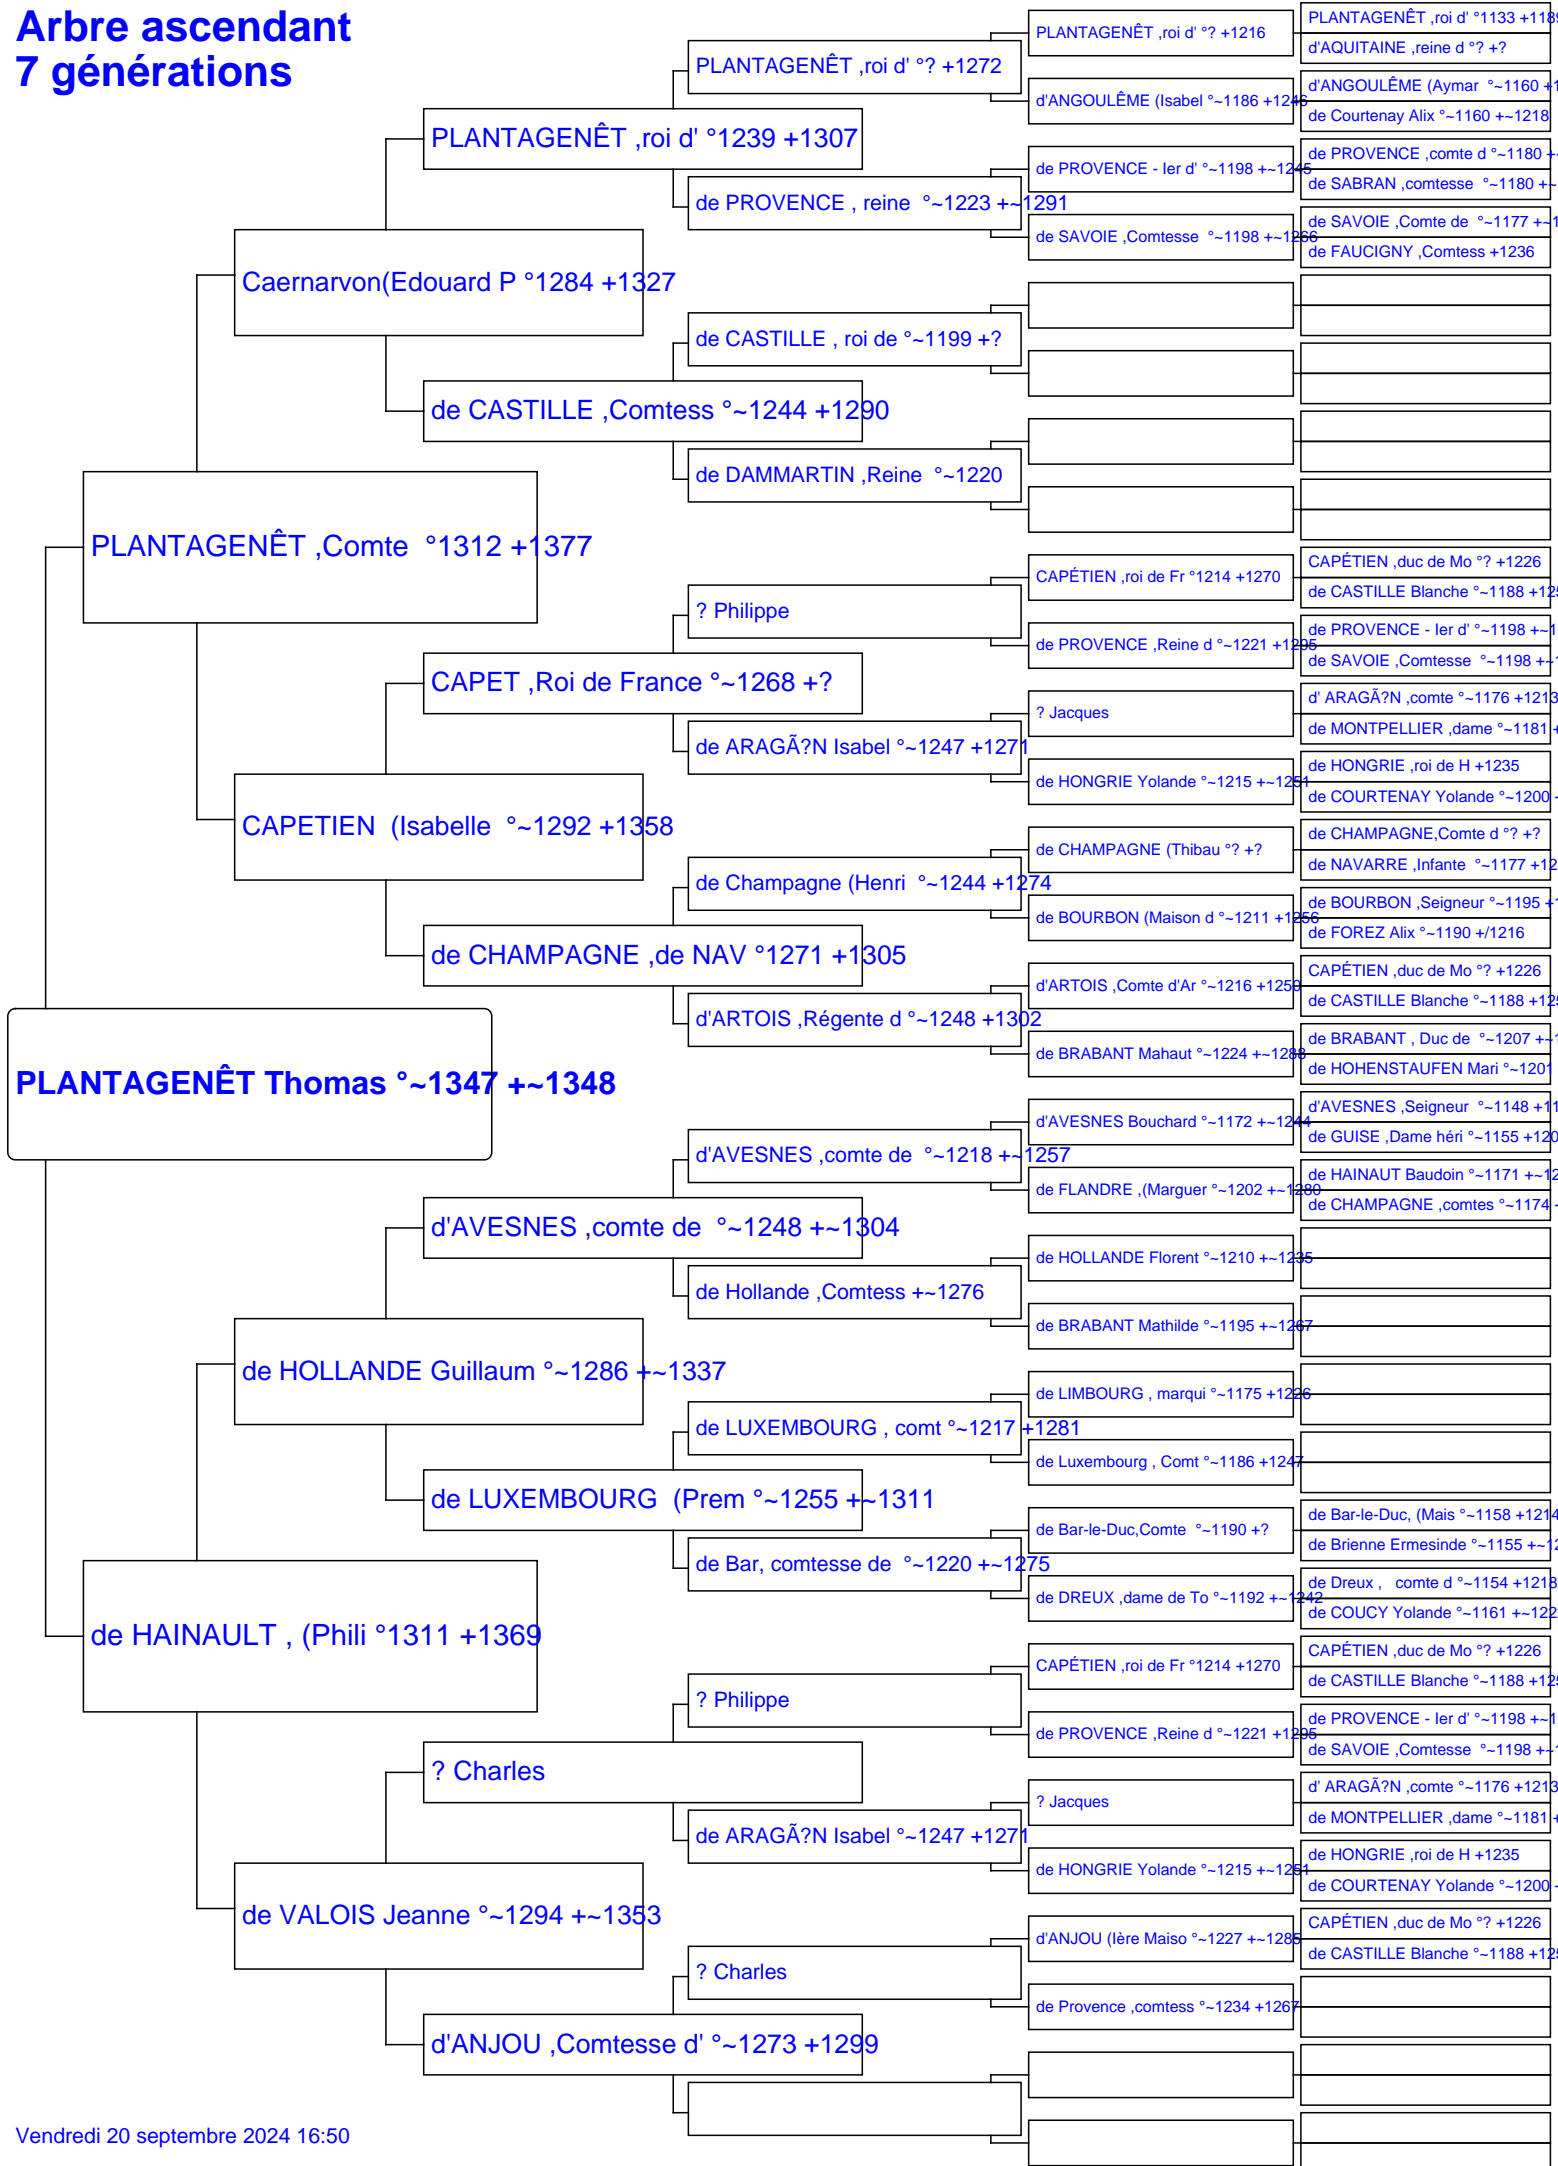 Arbre ascendant
7 générations
PLANTAGENÊT Thomas °~1347 +~1348
PLANTAGENÊT ,Comte °1312 +1377
de HAINAULT , (Phili °1311 +1369
Caernarvon(Edouard P °1284 +1327
CAPETIEN (Isabelle °~1292 +1358
de HOLLANDE Guillaum °~1286 +~1337
de VALOIS Jeanne °~1294 +~1353
PLANTAGENÊT ,roi d' °1239 +1307
de CASTILLE ,Comtess °~1244 +1290
CAPET ,Roi de France °~1268 +?
de CHAMPAGNE ,de NAV °1271 +1305
d'AVESNES ,comte de °~1248 +~1304
de LUXEMBOURG (Prem °~1255 +~1311
? Charles
d'ANJOU ,Comtesse d' °~1273 +1299
PLANTAGENÊT ,roi d' °? +1272
de PROVENCE , reine °~1223 +~1291
de CASTILLE , roi de °~1199 +?
de DAMMARTIN ,Reine °~1220
? Philippe
de ARAGÃ?N Isabel °~1247 +1271
de Champagne (Henri °~1244 +1274
d'ARTOIS ,Régente d °~1248 +1302
d'AVESNES ,comte de °~1218 +~1257
de Hollande ,Comtess +~1276
de LUXEMBOURG , comt °~1217 +1281
de Bar, comtesse de °~1220 +~1275
? Philippe
de ARAGÃ?N Isabel °~1247 +1271
? Charles
PLANTAGENÊT ,roi d' °? +1216
d'ANGOULÊME (Isabel °~1186 +1246
de PROVENCE - Ier d' °~1198 +~1245
de SAVOIE ,Comtesse °~1198 +~1266
CAPÉTIEN ,roi de Fr °1214 +1270
de PROVENCE ,Reine d °~1221 +1295
? Jacques
de HONGRIE Yolande °~1215 +~1251
de CHAMPAGNE (Thibau °? +?
de BOURBON (Maison d °~1211 +1256
d'ARTOIS ,Comte d'Ar °~1216 +1250
de BRABANT Mahaut °~1224 +~1288
d'AVESNES Bouchard °~1172 +~1244
de FLANDRE ,(Marguer °~1202 +~1280
de HOLLANDE Florent °~1210 +~1235
de BRABANT Mathilde °~1195 +~1267
de LIMBOURG , marqui °~1175 +1226
de Luxembourg , Comt °~1186 +1247
de Bar-le-Duc,Comte °~1190 +?
de DREUX ,dame de To °~1192 +~1242
CAPÉTIEN ,roi de Fr °1214 +1270
de PROVENCE ,Reine d °~1221 +1295
? Jacques
de HONGRIE Yolande °~1215 +~1251
d'ANJOU (Ière Maiso °~1227 +~1285
de Provence ,comtess °~1234 +1267
PLANTAGENÊT ,roi d' °1133 +1189
d'AQUITAINE ,reine d °? +?
d'ANGOULÊME (Aymar °~1160 +1
de Courtenay Alix °~1160 +~1218
de PROVENCE ,comte d °~1180 +
de SABRAN ,comtesse °~1180 +~
de SAVOIE ,Comte de °~1177 +~1
de FAUCIGNY ,Comtess +1236
CAPÉTIEN ,duc de Mo °? +1226
de CASTILLE Blanche °~1188 +125
de PROVENCE - Ier d' °~1198 +~1
de SAVOIE ,Comtesse °~1198 +~1
d' ARAGÃ?N ,comte °~1176 +1213
de MONTPELLIER ,dame °~1181 +
de HONGRIE ,roi de H +1235
de COURTENAY Yolande °~1200 +
de CHAMPAGNE,Comte d °? +?
de NAVARRE ,Infante °~1177 +12
de BOURBON ,Seigneur °~1195 +1
de FOREZ Alix °~1190 +/1216
CAPÉTIEN ,duc de Mo °? +1226
de CASTILLE Blanche °~1188 +125
de BRABANT , Duc de °~1207 +~1
de HOHENSTAUFEN Mari °~1201
d'AVESNES ,Seigneur °~1148 +11
de GUISE ,Dame héri °~1155 +120
de HAINAUT Baudoin °~1171 +~12
de CHAMPAGNE ,comtes °~1174 +
de Bar-le-Duc, (Mais °~1158 +1214
de Brienne Ermesinde °~1155 +~12
de Dreux , comte d °~1154 +1218
de COUCY Yolande °~1161 +~122
CAPÉTIEN ,duc de Mo °? +1226
de CASTILLE Blanche °~1188 +125
de PROVENCE - Ier d' °~1198 +~1
de SAVOIE ,Comtesse °~1198 +~1
d' ARAGÃ?N ,comte °~1176 +1213
de MONTPELLIER ,dame °~1181 +
de HONGRIE ,roi de H +1235
de COURTENAY Yolande °~1200 +
CAPÉTIEN ,duc de Mo °? +1226
de CASTILLE Blanche °~1188 +125
Vendredi 20 septembre 2024 16:50